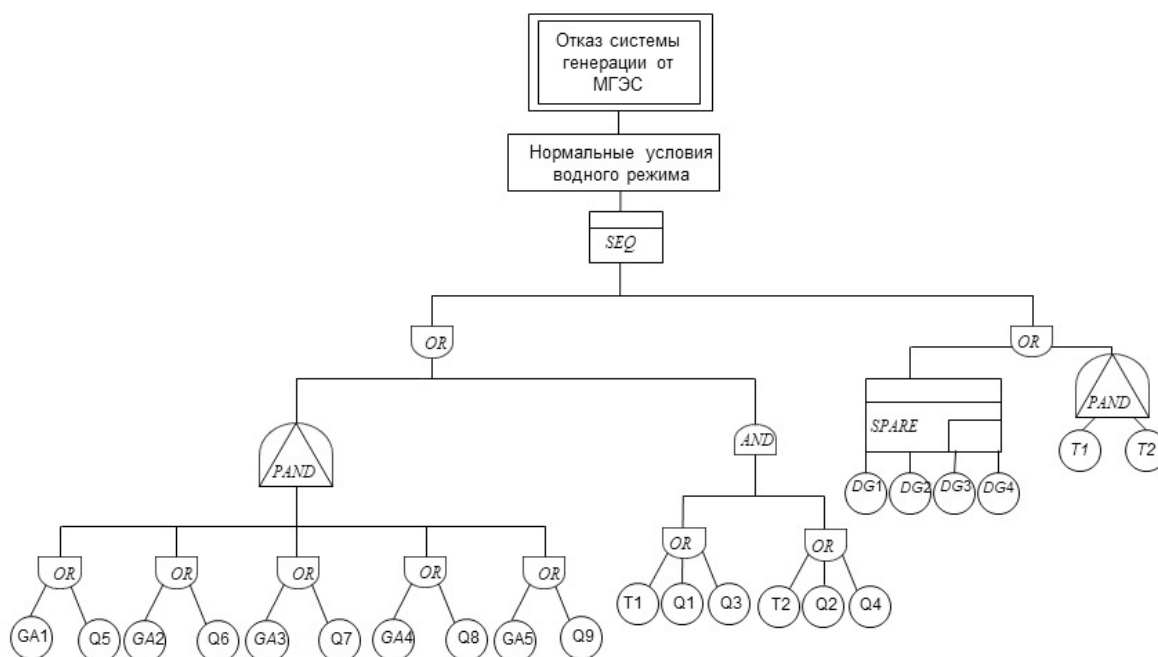 Отказ системы
генерации от
МГЭС
Нормальные условия
водного режима
SEQ
OR
OR
PAND
AND
SPARE
PAND
T1
T2
DG1
DG2
DG3
DG4
OR
OR
OR
OR
OR
OR
OR
GA1
Q5
GA2
Q6
GA3
Q7
GA4
Q8
GA5
Q9
T1
Q1
Q3
T2
Q2
Q4